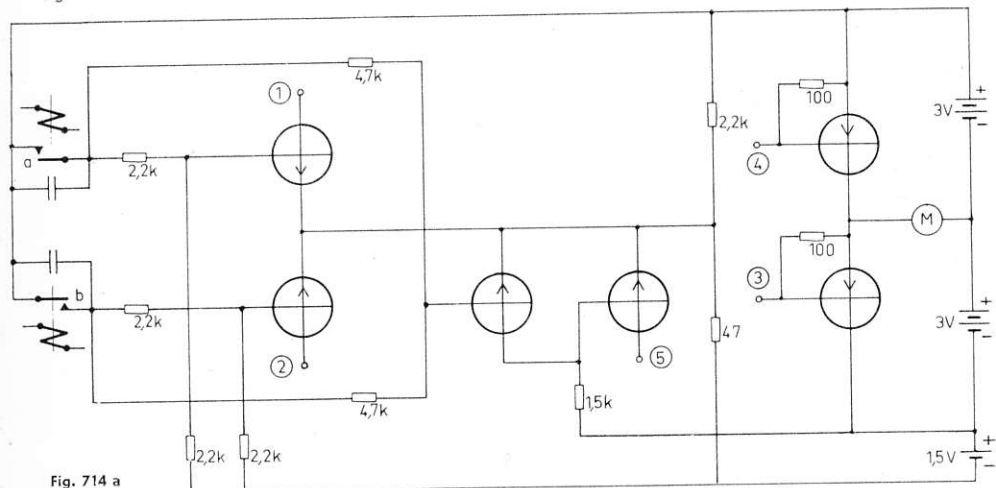 4,7k
①
+
100
3V
−
2,2k
a
2,2k
④
M
100
b
③
+
2,2k
47
3V
−
②
⑤
4,7k
1,5k
+
2,2k
2,2k
1,5V
−
Fig. 714 a